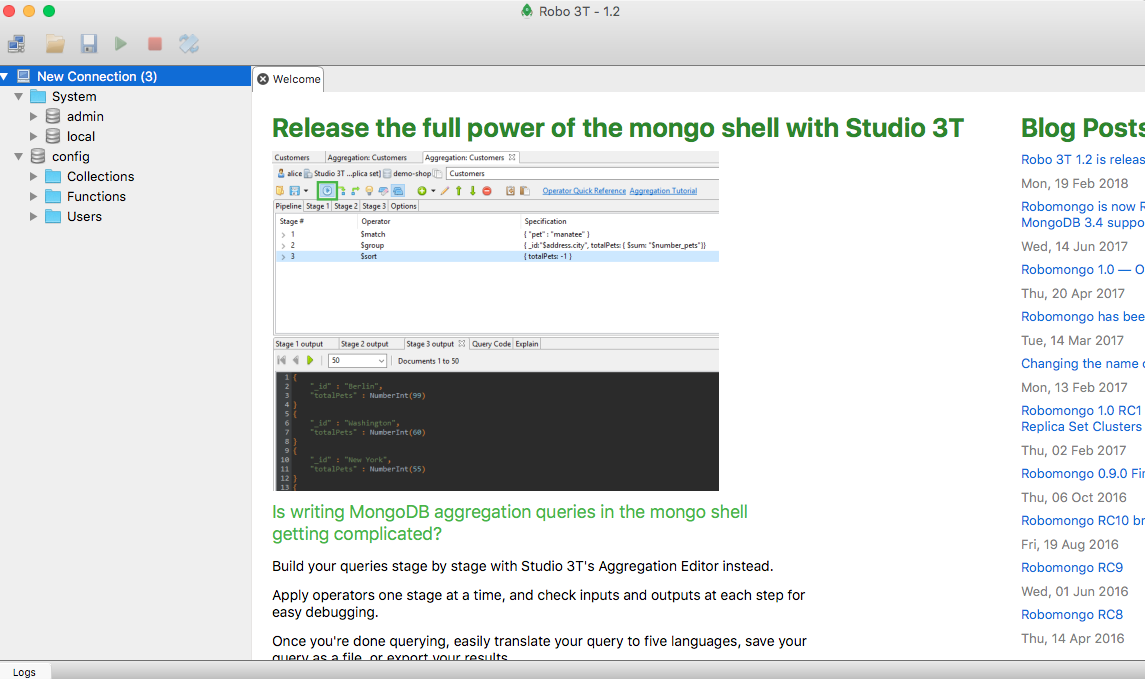 Robo 3T - 1.2
New Connection (3)
System
admin
local
config
Collections
Functions
Users
Welcome
Release the full power of the mongo shell with Studio 3T
Customers
Aggregation: Customers
Aggregation: Customers
alice
Studio 3T ...plica set]
demo-shop
Customers
Operator Quick Reference
Aggregation Tutorial
Pipeline
Stage 1
Stage 2
Stage 3
Options
Stage # Operator Specification
1 $match { "pet" : "manatee" }
2 $group { _id:"$address.city", totalPets: { $sum: "$number_pets"}}
3 $sort { totalPets: -1 }
Stage 1 output
Stage 2 output
Stage 3 output
Query Code
Explain
50
Documents 1 to 50
1 {
2 "_id" : "Berlin",
3 "totalPets" : NumberInt(99)
4 }
5 {
6 "_id" : "Washington",
7 "totalPets" : NumberInt(60)
8 }
9 {
10 "_id" : "New York",
11 "totalPets" : NumberInt(55)
12 }
13 {
Is writing MongoDB aggregation queries in the mongo shell
getting complicated?
Build your queries stage by stage with Studio 3T's Aggregation Editor instead.
Apply operators one stage at a time, and check inputs and outputs at each step for
easy debugging.
Once you're done querying, easily translate your query to five languages, save your
query as a file, or export your results.
Blog Posts
Robo 3T 1.2 is releas
Mon, 19 Feb 2018
Robomongo is now R
MongoDB 3.4 suppo
Wed, 14 Jun 2017
Robomongo 1.0 — O
Thu, 20 Apr 2017
Robomongo has bee
Tue, 14 Mar 2017
Changing the name o
Mon, 13 Feb 2017
Robomongo 1.0 RC1
Replica Set Clusters
Thu, 02 Feb 2017
Robomongo 0.9.0 Fin
Thu, 06 Oct 2016
Robomongo RC10 br
Fri, 19 Aug 2016
Robomongo RC9
Wed, 01 Jun 2016
Robomongo RC8
Thu, 14 Apr 2016
Logs